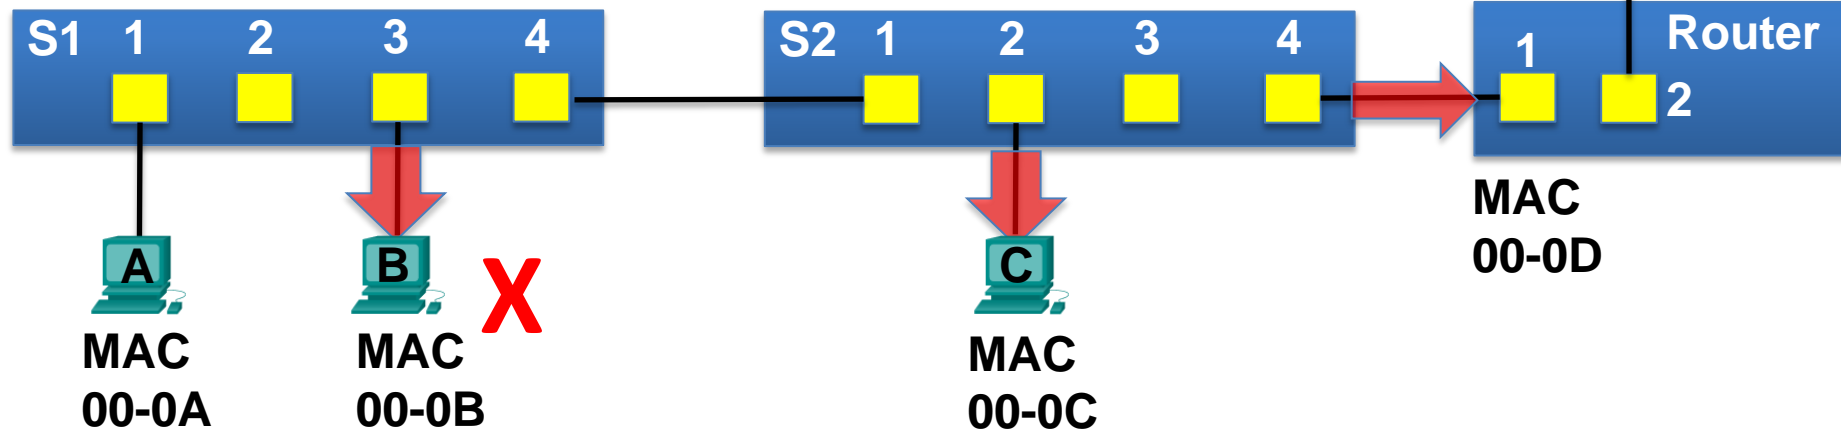 S1 1 2 3 4
S2 1 2 3 4
1 Router
2
A
MAC
00-0A
B
X
MAC
00-0B
C
MAC
00-0C
MAC
00-0D